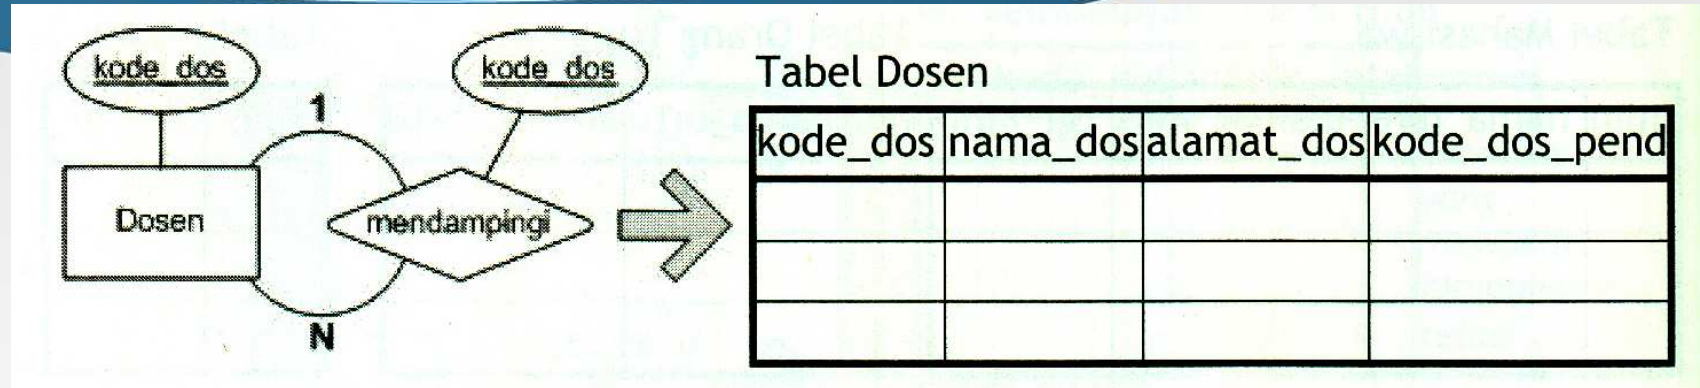 kode_dos
kode_dos
1
Dosen
mendampingi
N
Tabel Dosen
kode_dos nama_dos alamat_dos kode_dos_pend